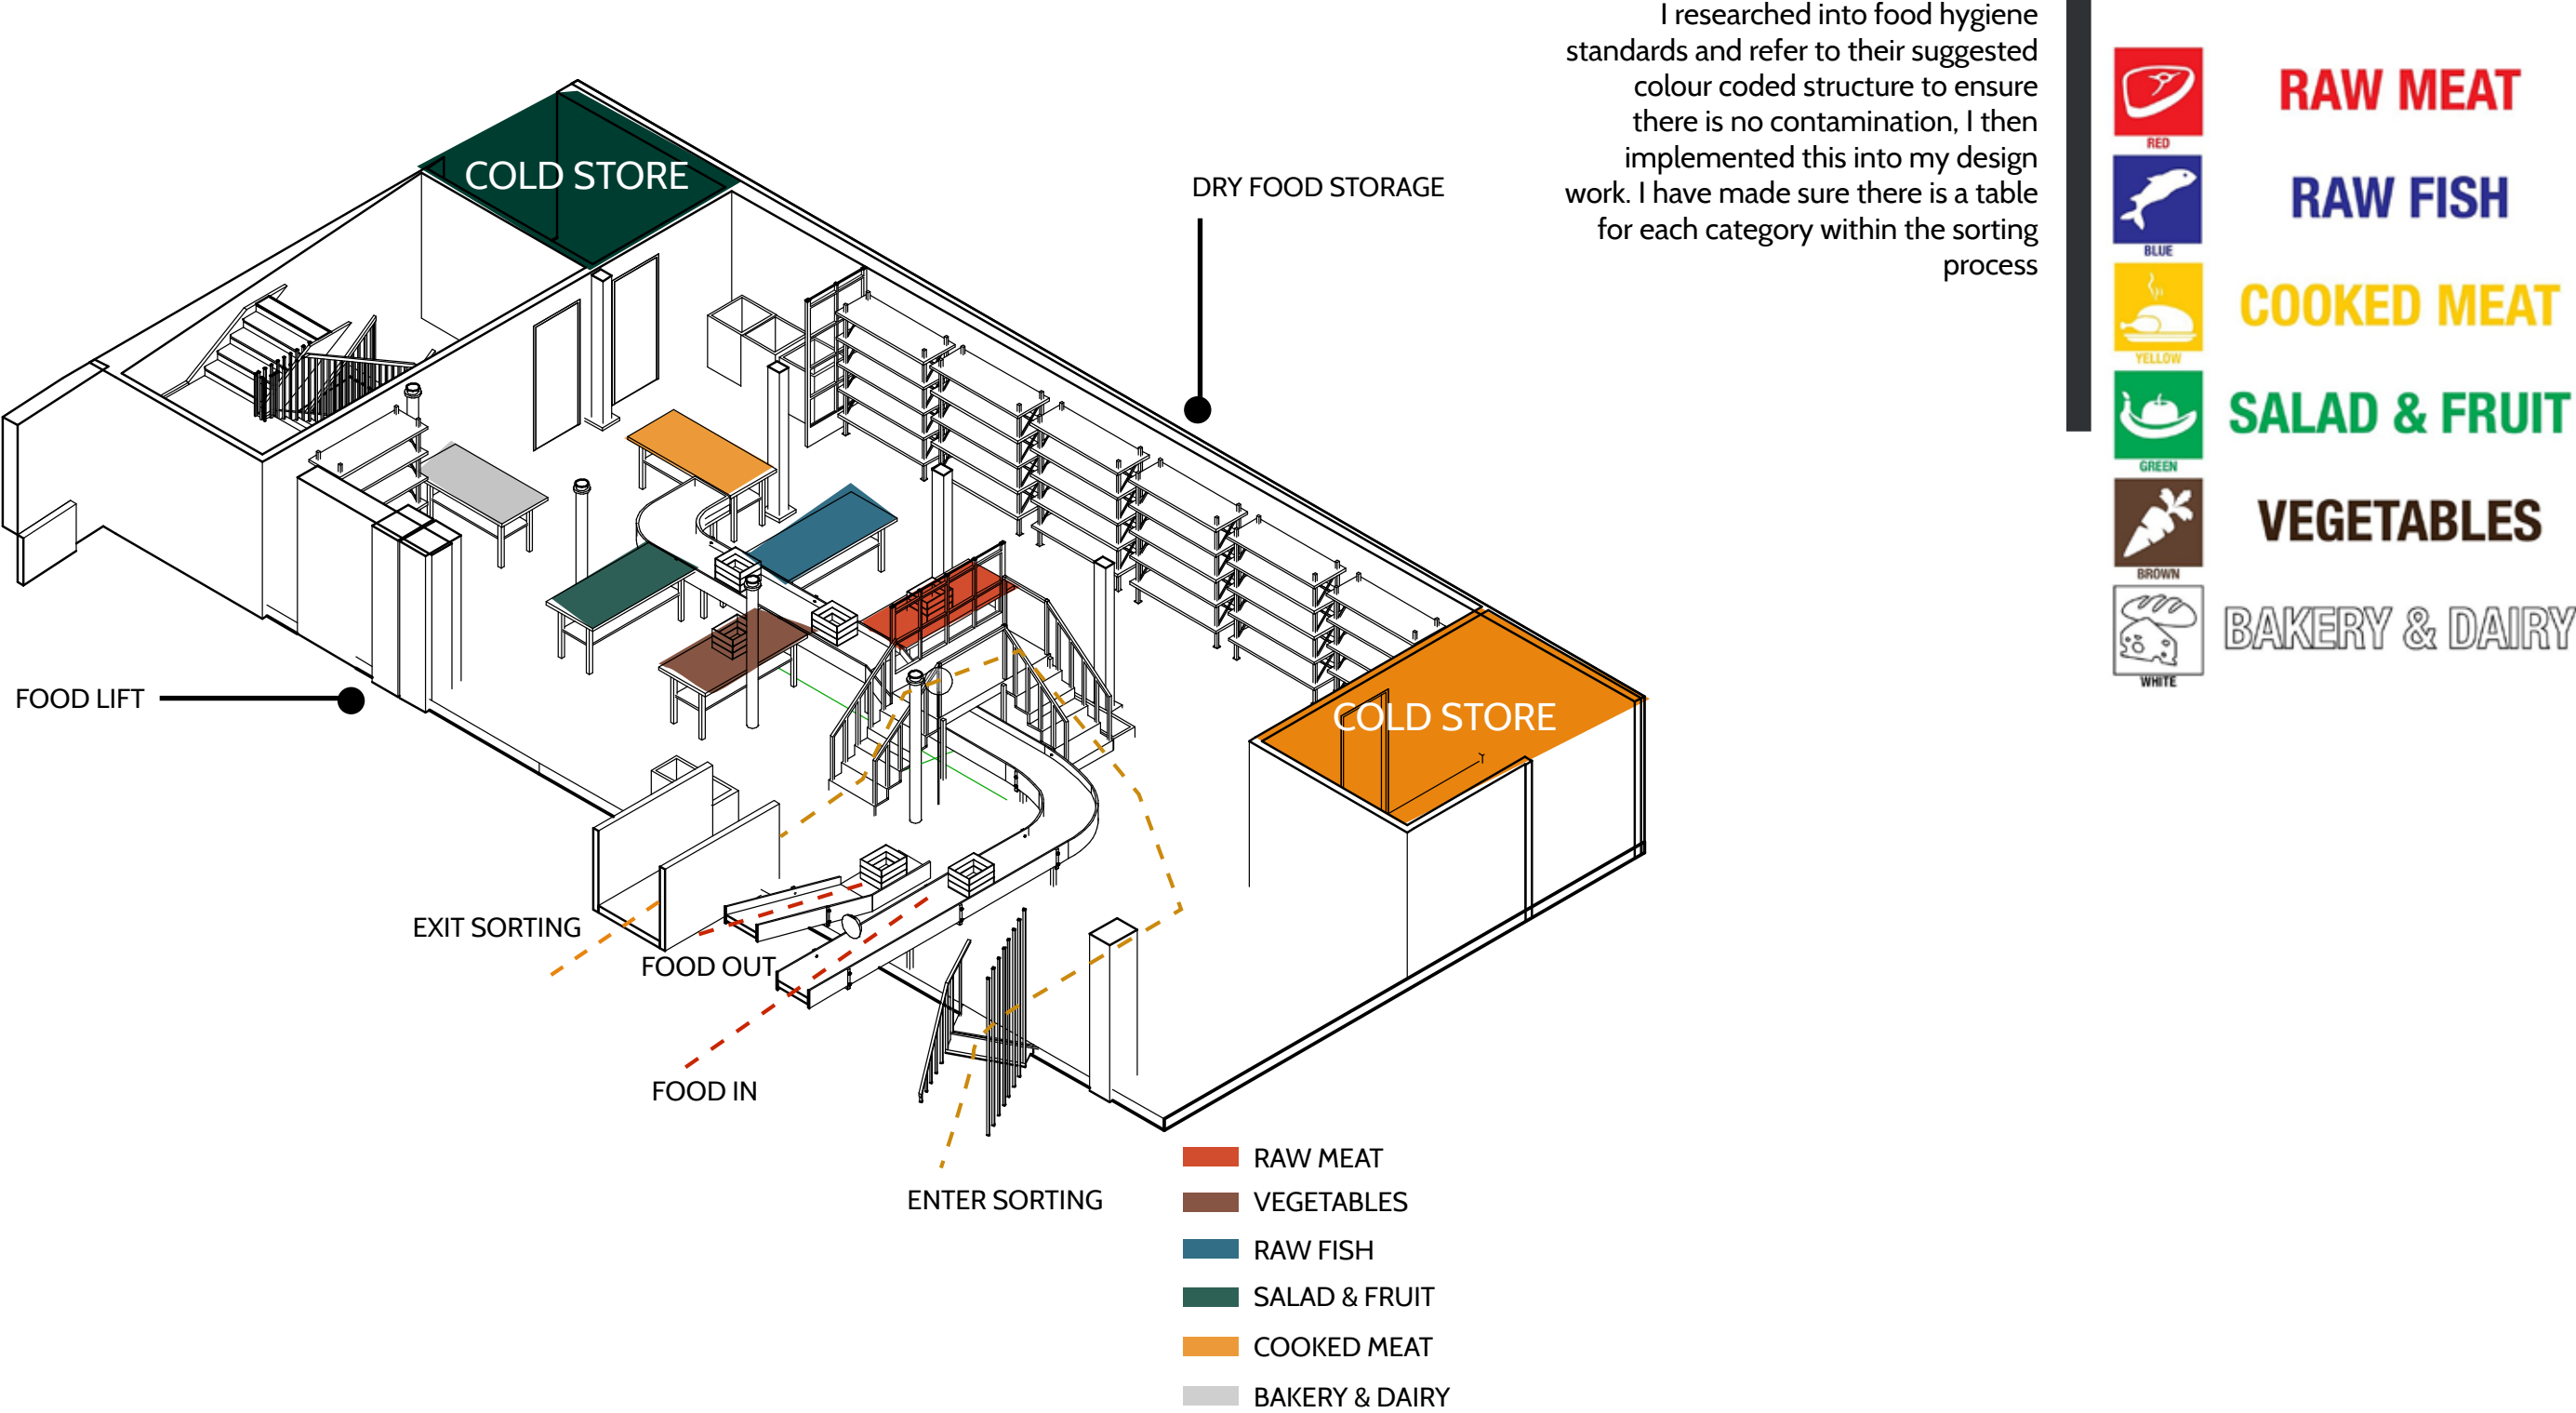 I researched into food hygiene
standards and refer to their suggested
colour coded structure to ensure
there is no contamination, I then
implemented this into my design
work. I have made sure there is a table
for each category within the sorting
process
RAW MEAT
RED
RAW FISH
BLUE
COOKED MEAT
YELLOW
SALAD & FRUIT
GREEN
VEGETABLES
BROWN
BAKERY & DAIRY
WHITE
COLD STORE
DRY FOOD STORAGE
FOOD LIFT
COLD STORE
Y
EXIT SORTING
FOOD OUT
FOOD IN
ENTER SORTING
RAW MEAT
VEGETABLES
RAW FISH
SALAD & FRUIT
COOKED MEAT
BAKERY & DAIRY